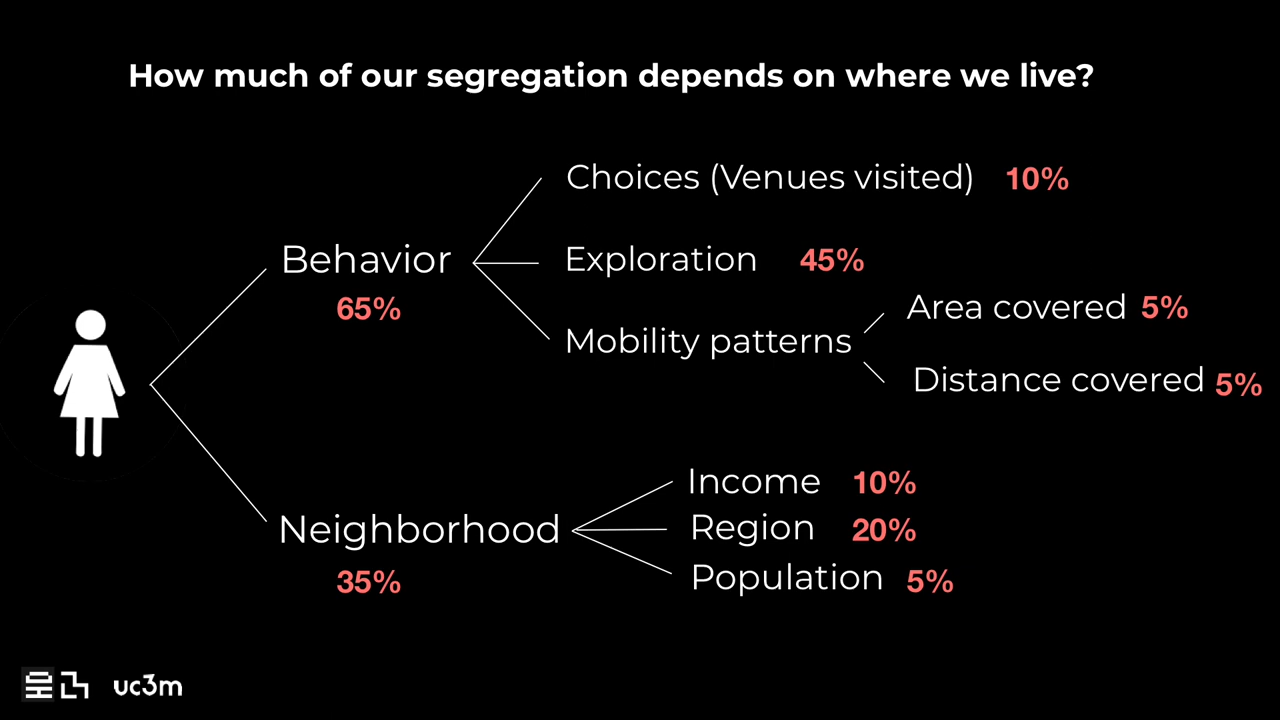 How much of our segregation depends on where we live?
Choices (Venues visited) 10%
Behavior
65%
Exploration 45%
Mobility patterns
Area covered 5%
Distance covered 5%
Neighborhood
35%
Income 10%
Region 20%
Population 5%
uc3m